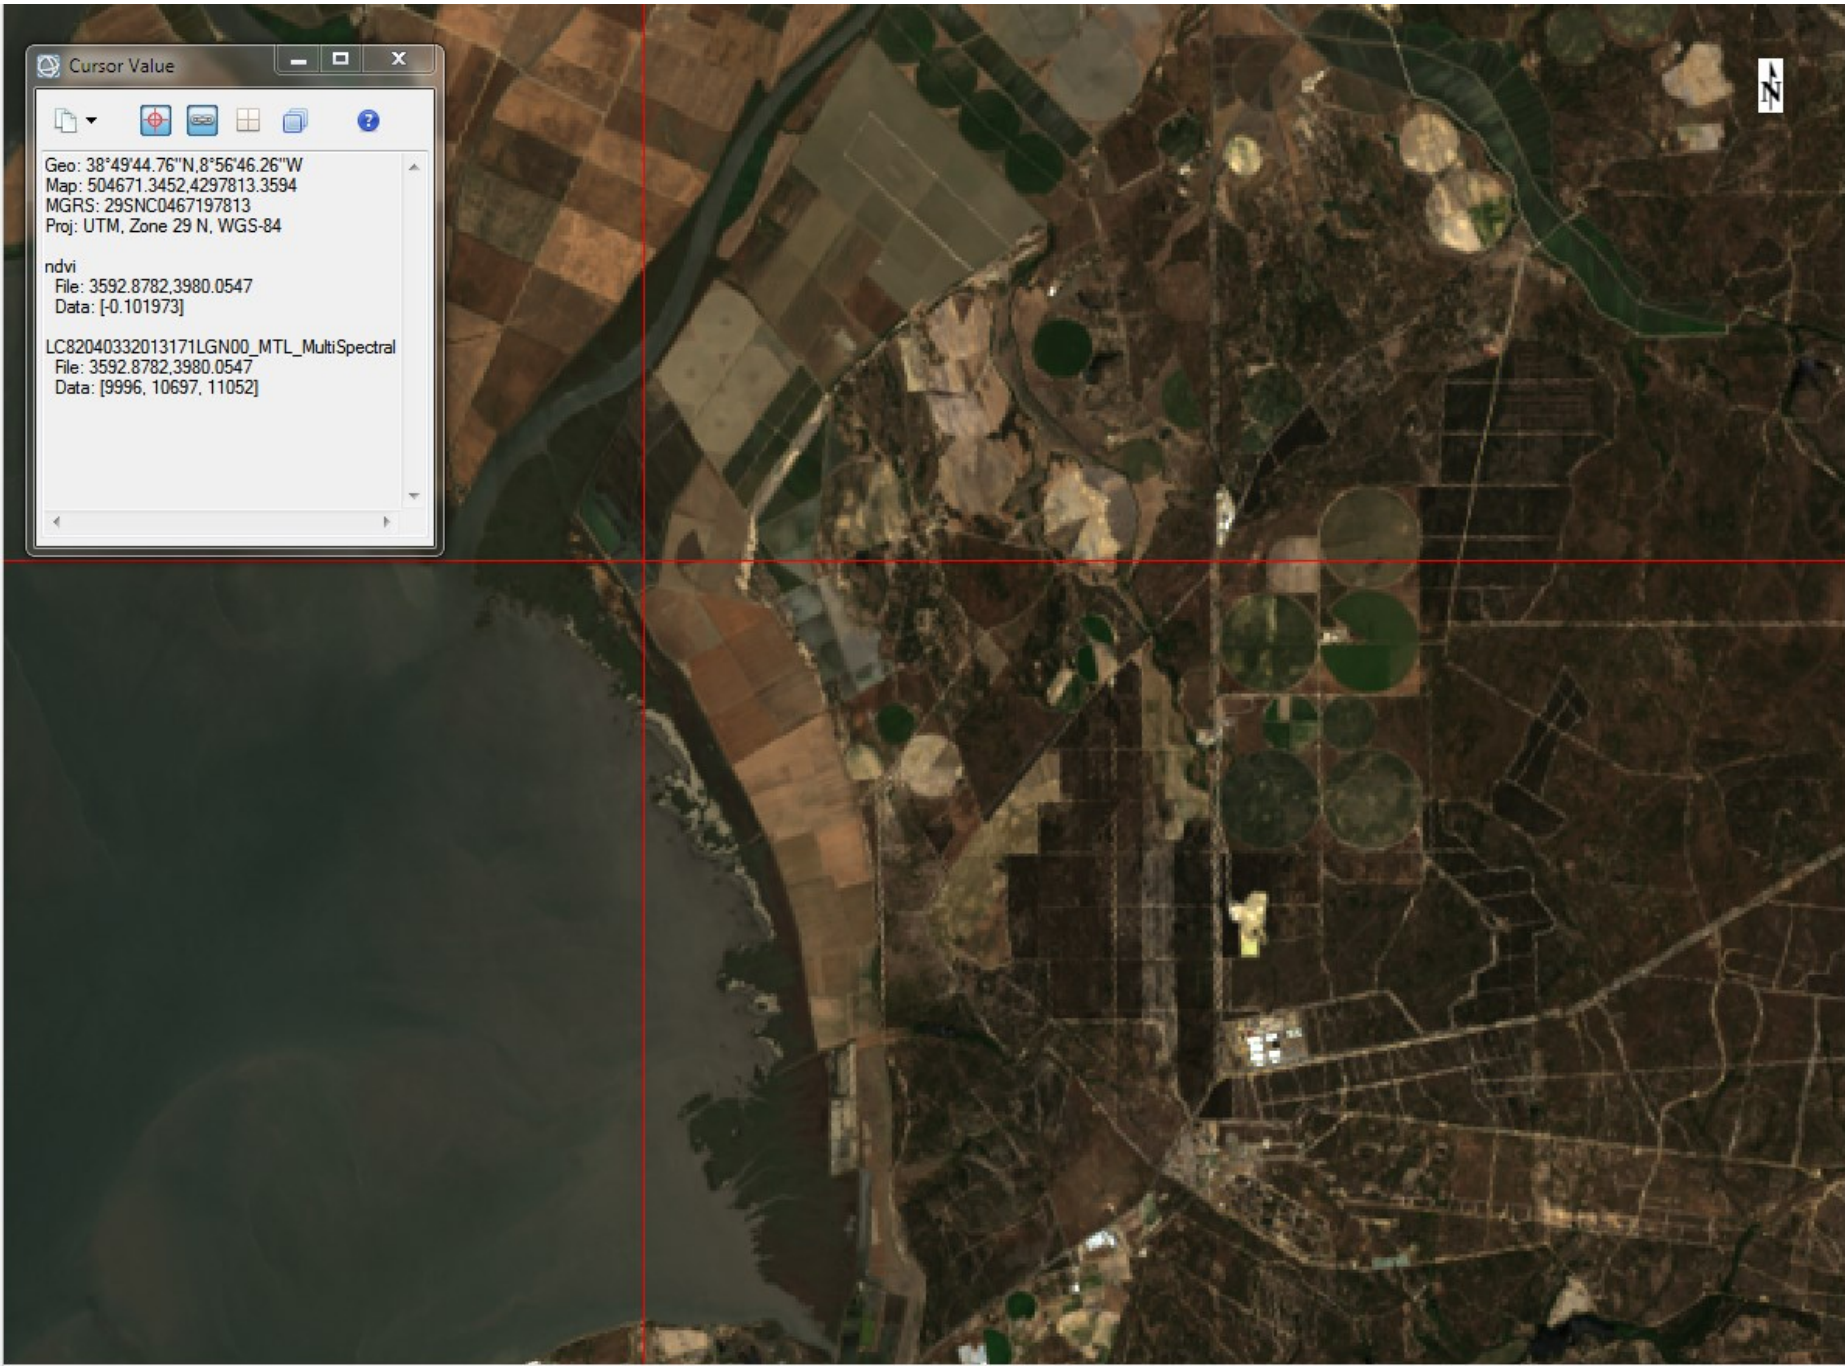 Cursor Value
Geo: 38°49'44.76"N,8°56'46.26"W
Map: 504671.3452,4297813.3594
MGRS: 29SNC0467197813
Proj: UTM, Zone 29 N, WGS-84
ndvi
File: 3592.8782,3980.0547
Data: [-0.101973]
LC82040332013171LGN00_MTL_MultiSpectral
File: 3592.8782,3980.0547
Data: [9996, 10697, 11052]
N